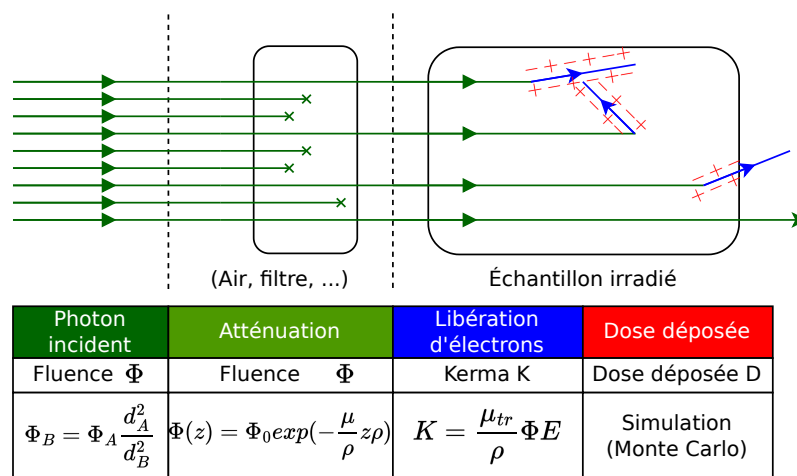 (Air, filtre, ...)
Échantillon irradié
Photon
incident
Atténuation
Libération
d'électrons
Dose déposée
Fluence Φ
Fluence Φ
Kerma K
Dose déposée D
Φ_B = Φ_A d_A^2/d_B^2
Φ(z) = Φ_0 exp(-μ/ρ zρ)
K = μ_tr/ρ ΦE
Simulation
(Monte Carlo)